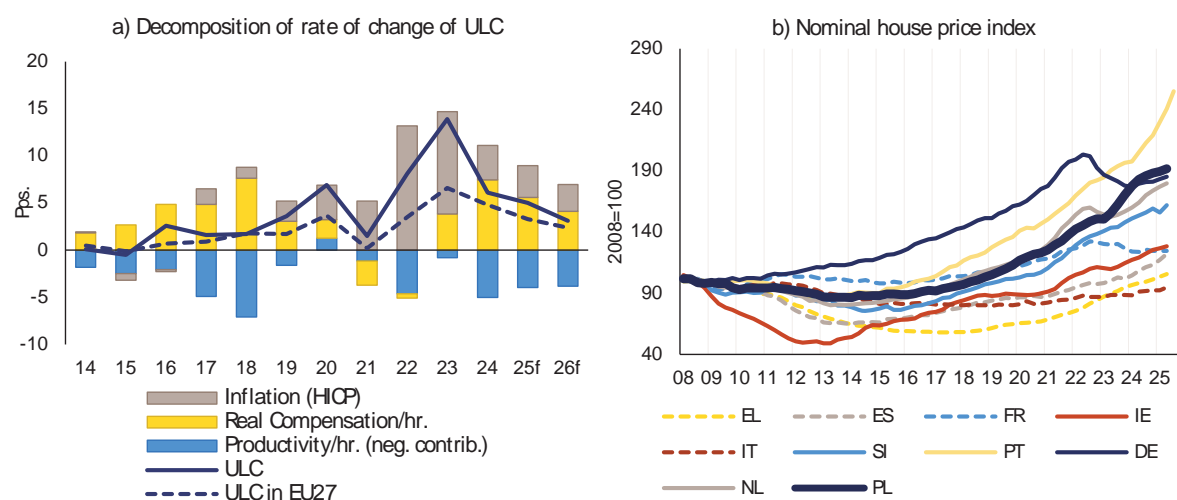 a) Decomposition of rate of change of ULC
20
15
10
5
0
-5
-10
Pos.
14 15 16 17 18 19 20 21 22 23 24 25f 26f
Inflation (HICP)
Real Compensation/hr.
Productivity/hr. (neg. contrib.)
ULC
ULC in EU27
b) Nominal house price index
290
240
190
140
90
40
2008=100
08 09 10 11 12 13 14 15 16 17 18 19 20 21 22 23 24 25
EL ES FR IE
IT SI PT DE
NL PL